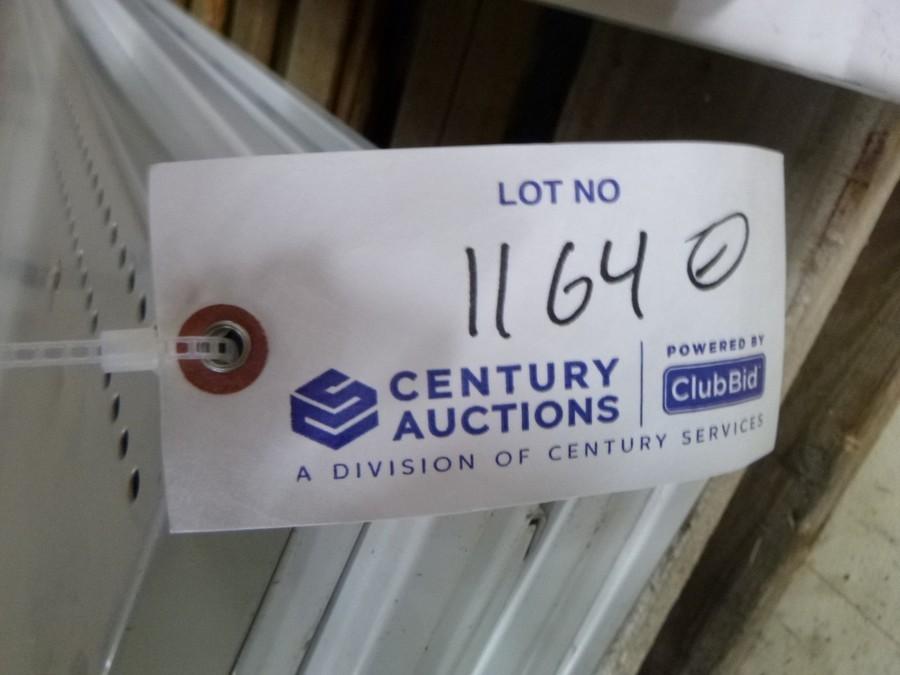 LOT NO
1164
CENTURY
AUCTIONS
A DIVISION OF CENTURY SERVICES
POWERED BY
ClubBid